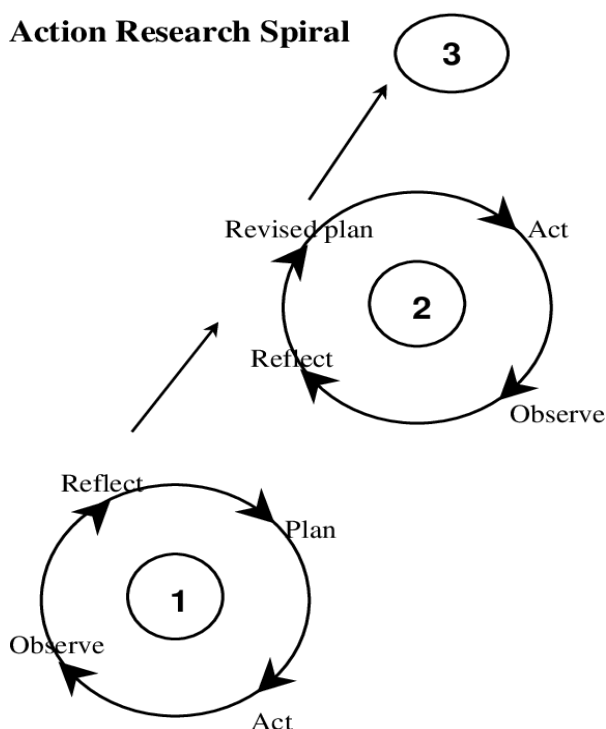 Action Research Spiral
3
Revised plan
Act
2
Reflect
Observe
Reflect
Plan
1
Observe
Act